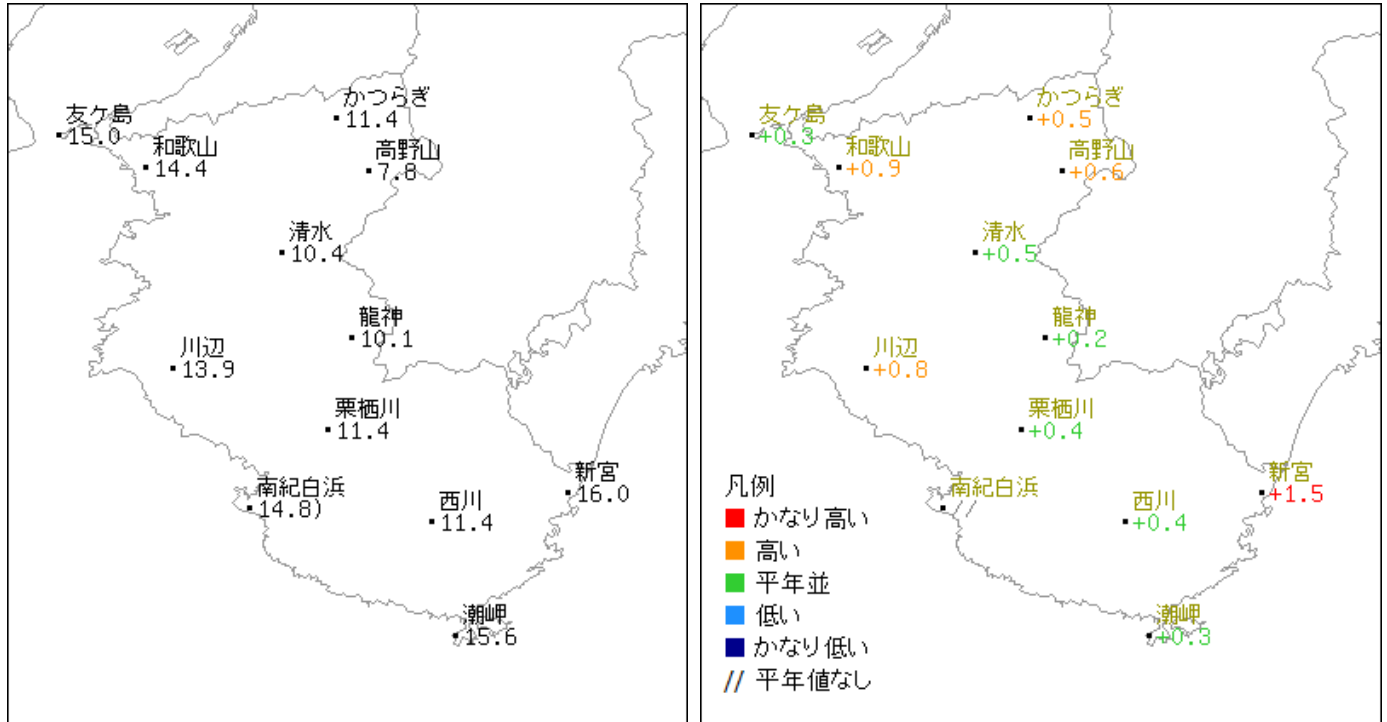 かつらぎ
11.4
友ケ島
15.0
和歌山
14.4
高野山
7.8
清水
10.4
龍神
10.1
川辺
13.9
栗栖川
11.4
新宮
16.0
南紀白浜
14.8)
西川
11.4
潮岬
15.6
かつらぎ
+0.5
友ケ島
+0.3
和歌山
+0.9
高野山
+0.6
清水
+0.5
龍神
+0.2
川辺
+0.8
栗栖川
+0.4
新宮
+1.5
南紀白浜
//
西川
+0.4
潮岬
+0.3
凡例
かなり高い
高い
平年並
低い
かなり低い
// 平年値なし